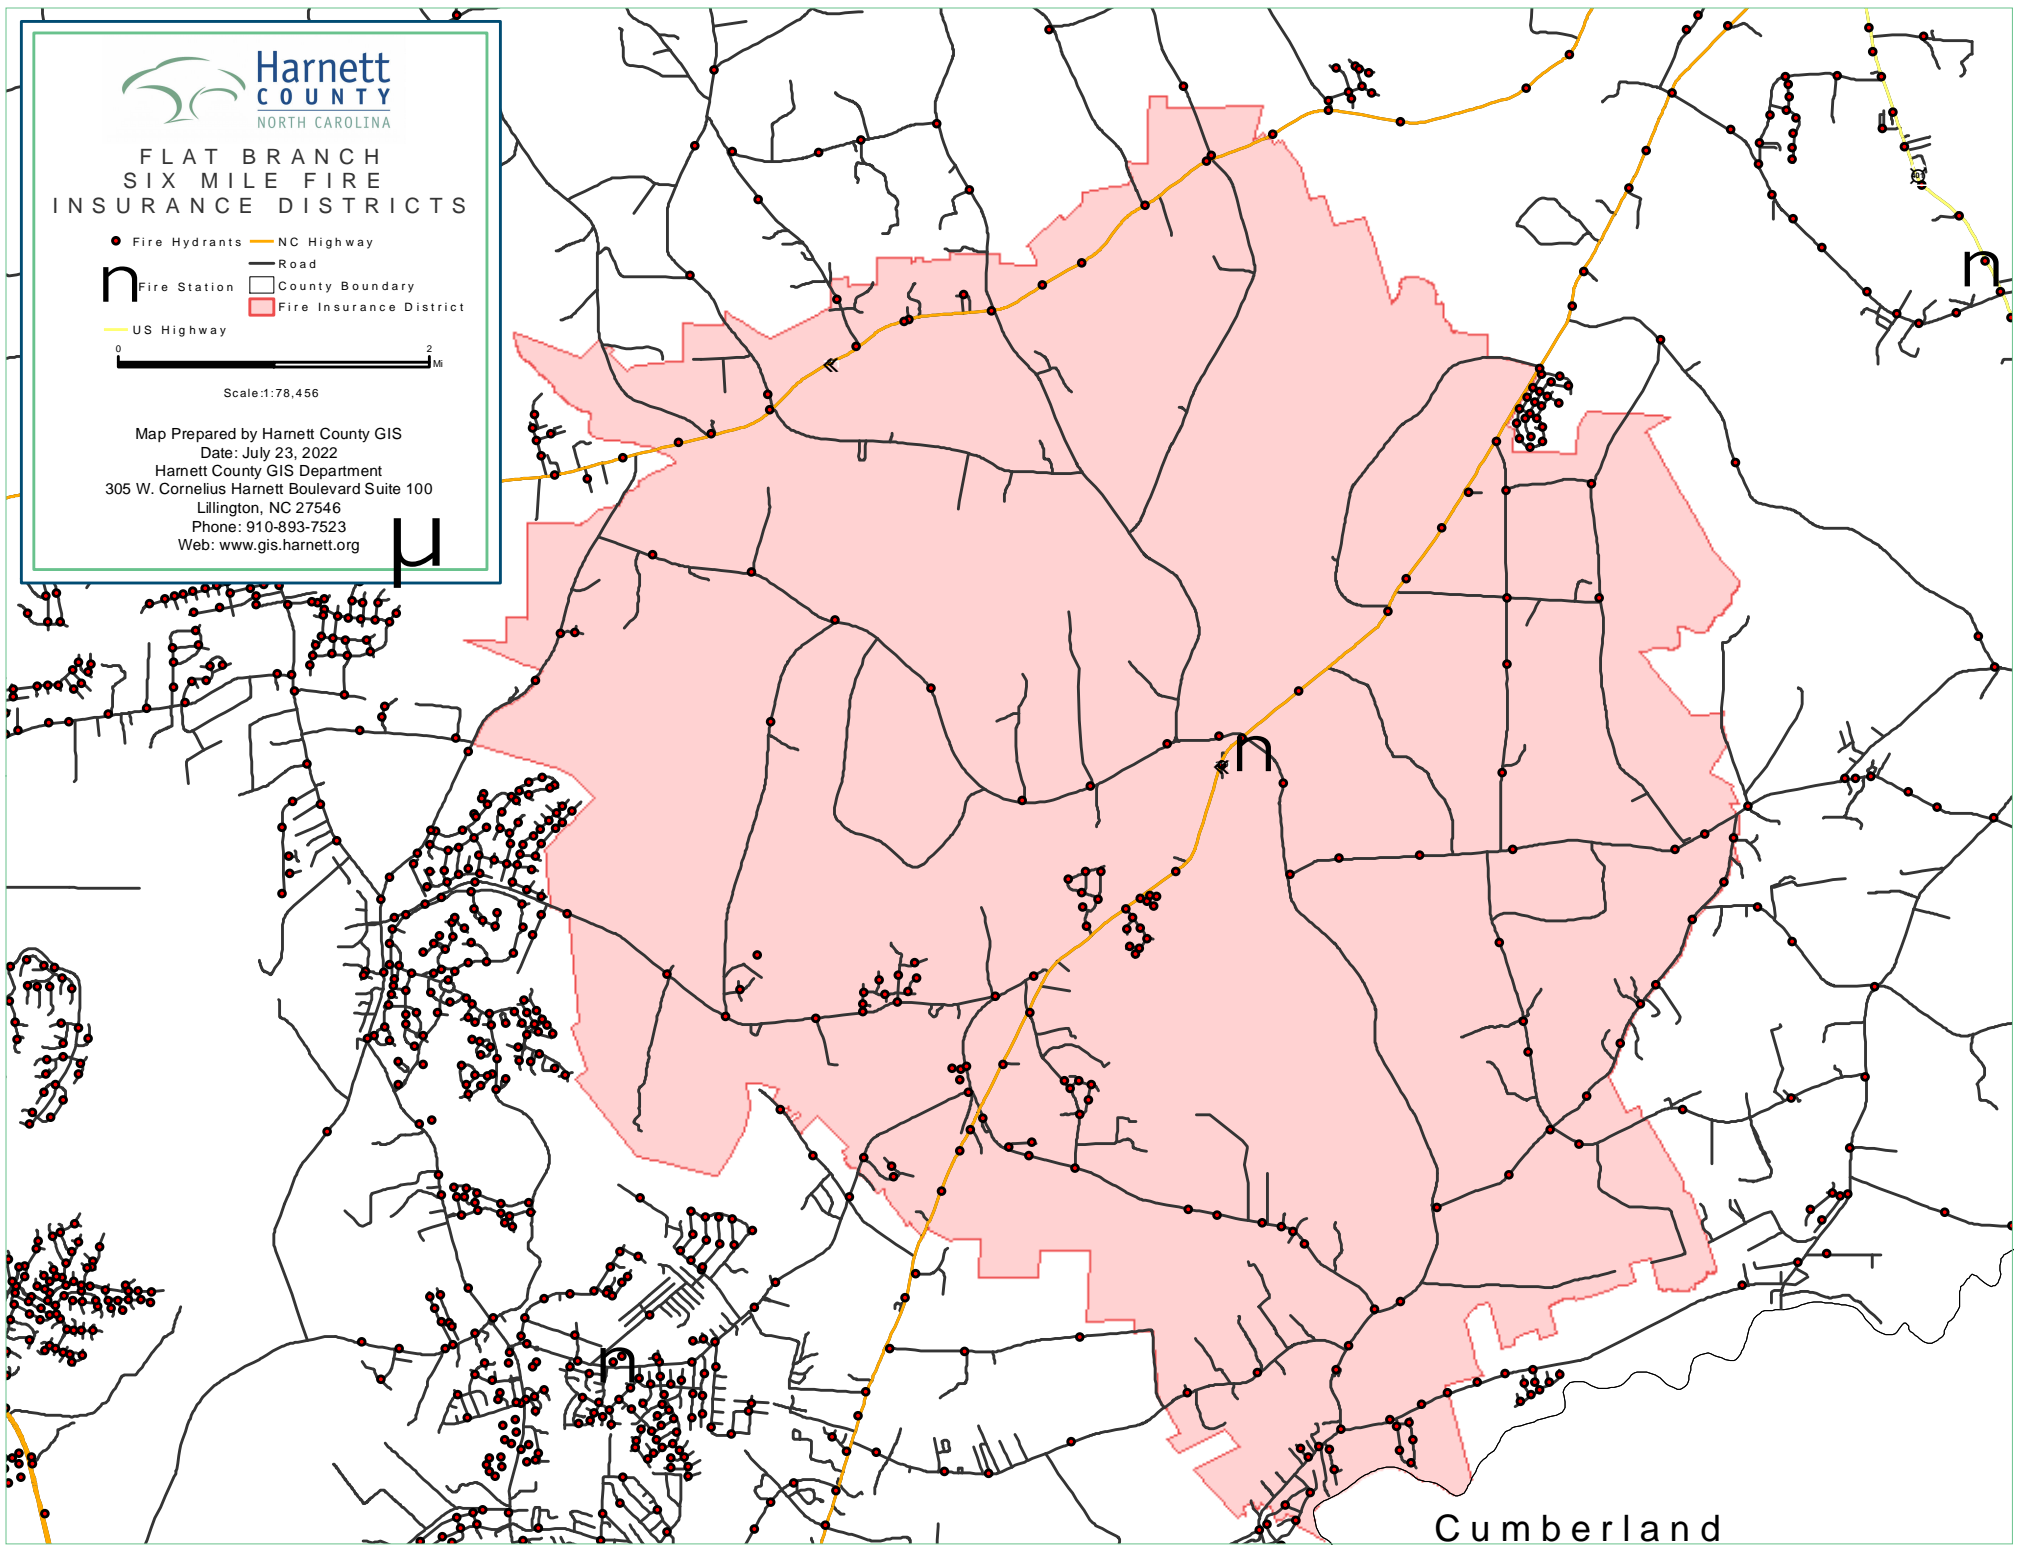 Harnett
COUNTY
NORTH CAROLINA
FLAT BRANCH
SIX MILE FIRE
INSURANCE DISTRICTS
Fire Hydrants
NC Highway
Road
n Fire Station
County Boundary
Fire Insurance District
US Highway
0 2
Mi
Scale:1:78,456
Map Prepared by Harnett County GIS
Date: July 23, 2022
Harnett County GIS Department
305 W. Cornelius Harnett Boulevard Suite 100
Lillington, NC 27546
Phone: 910-893-7523
Web: www.gis.harnett.org
µ
n
n
n
Cumberland